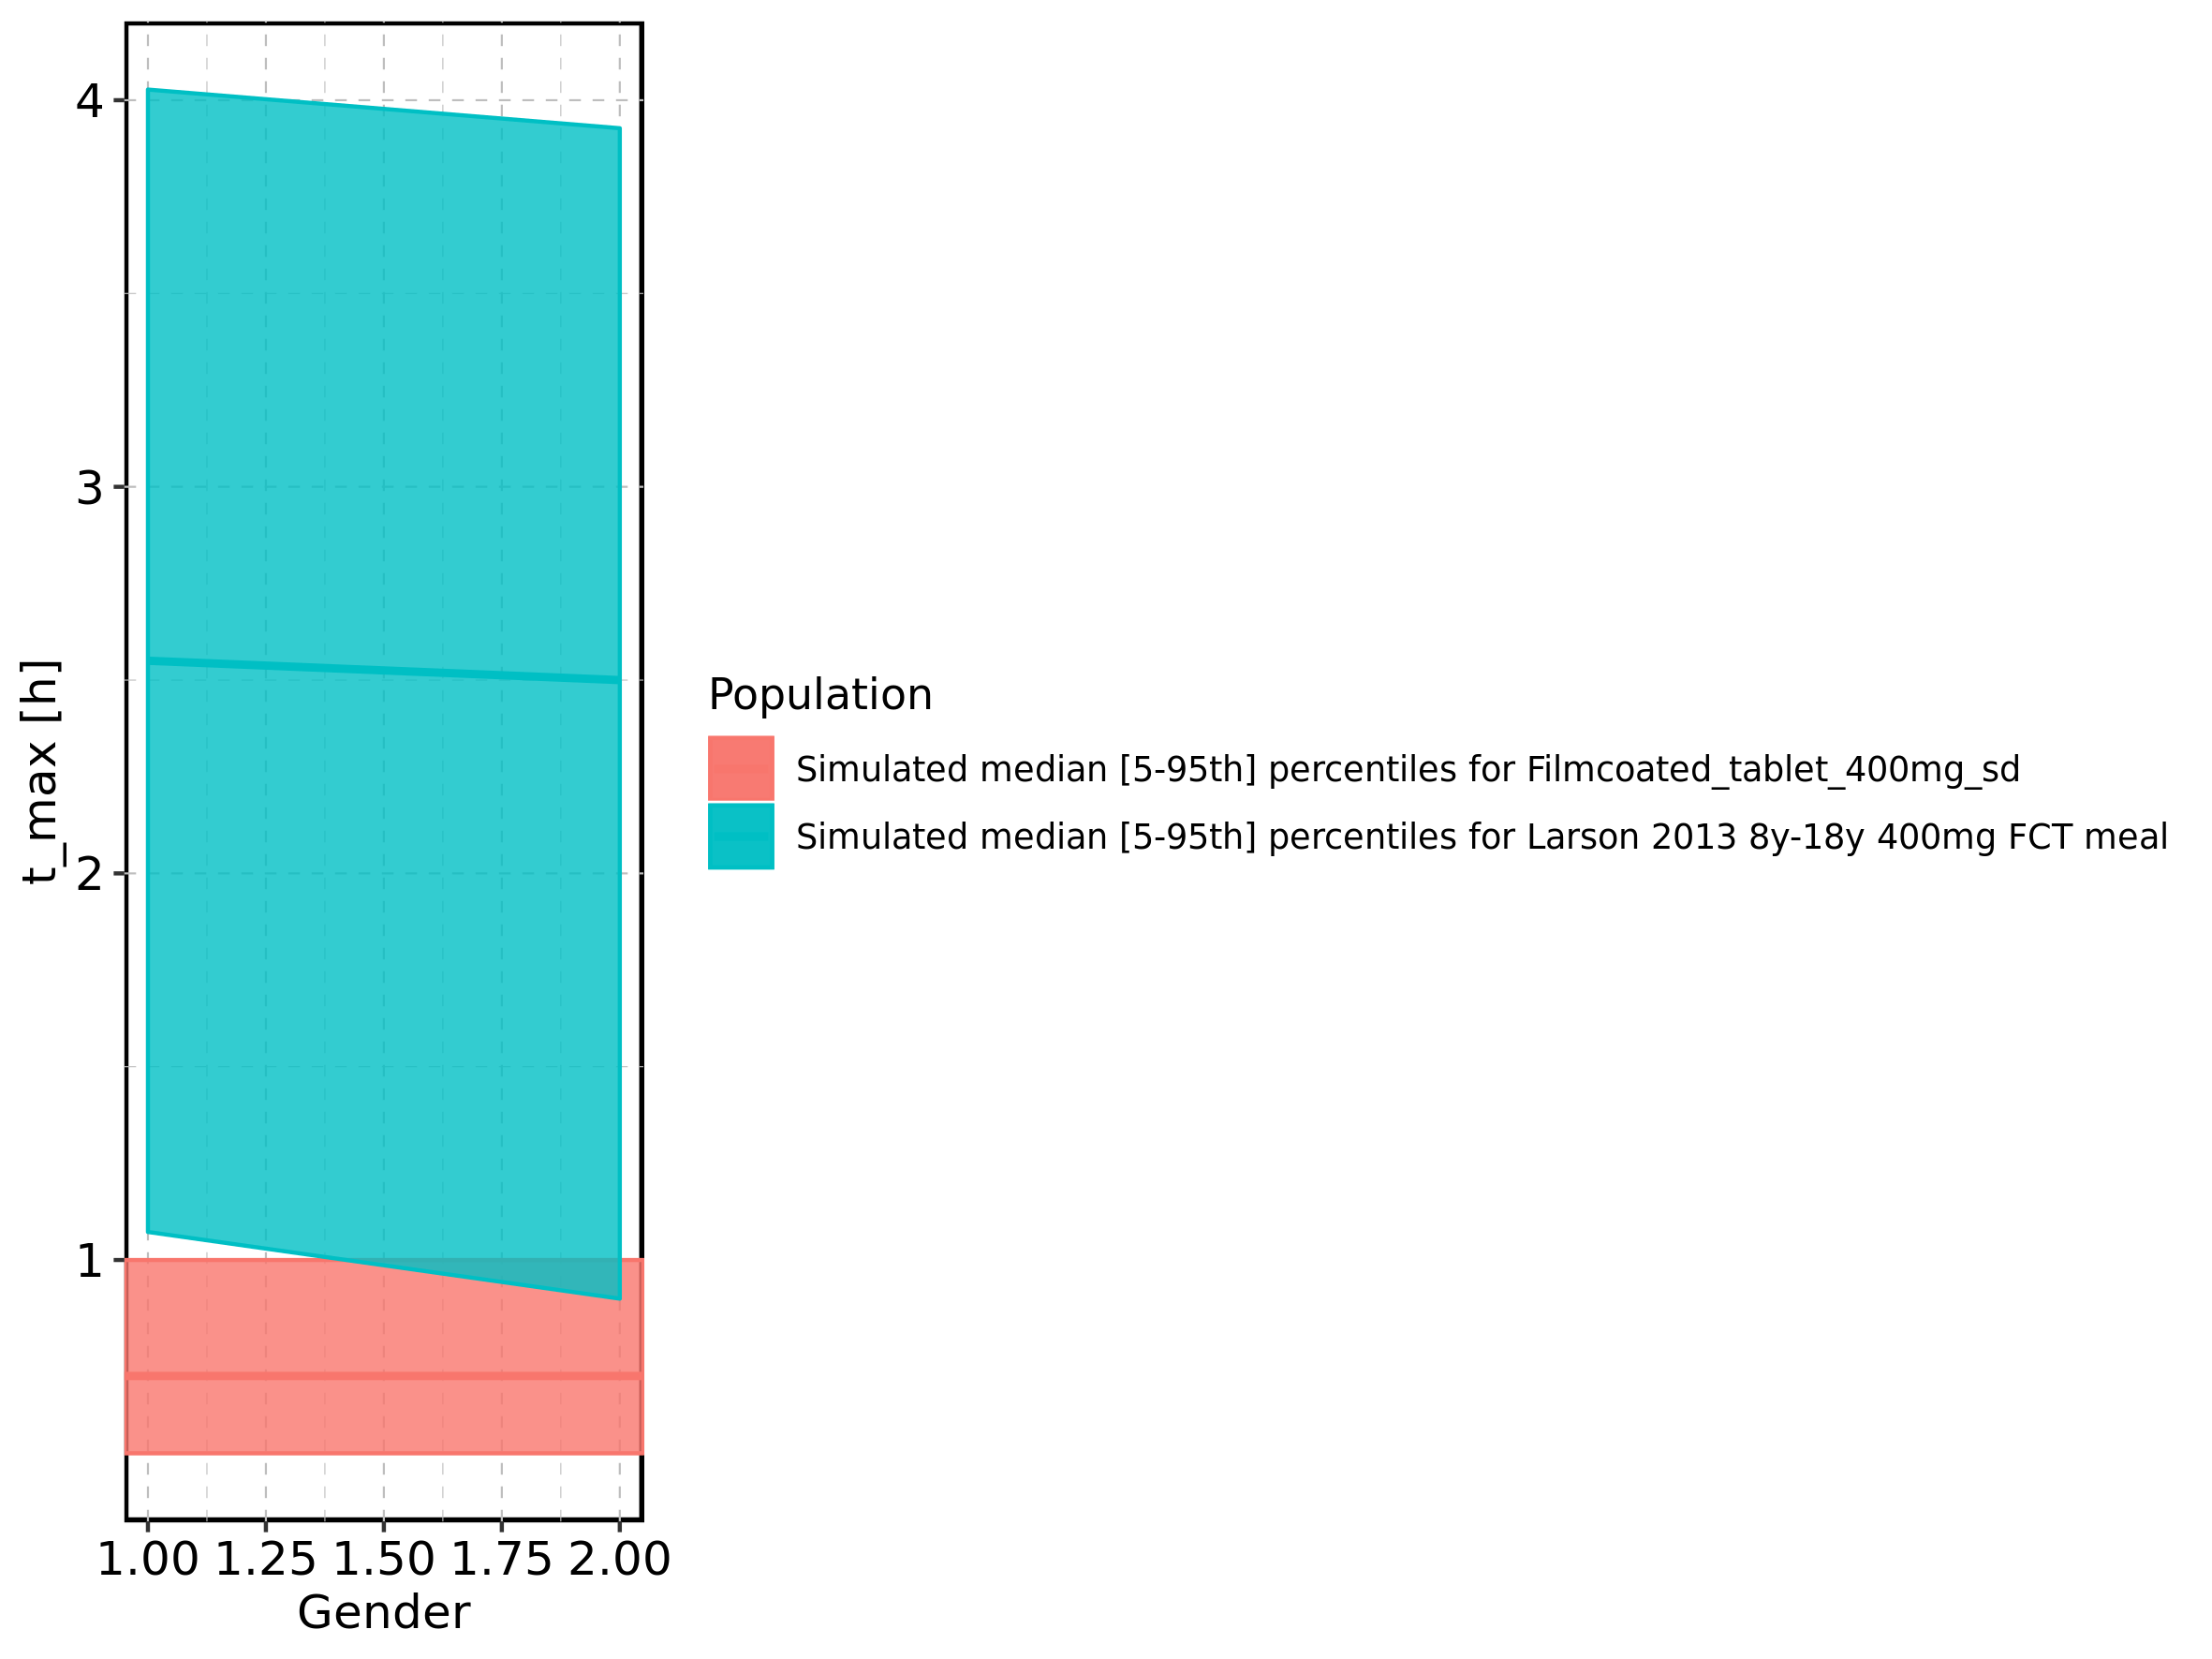 t_max [h]
4
3
2
1
1.00 1.25 1.50 1.75 2.00
Gender
Population
Simulated median [5-95th] percentiles for Filmcoated_tablet_400mg_sd
Simulated median [5-95th] percentiles for Larson 2013 8y-18y 400mg FCT meal